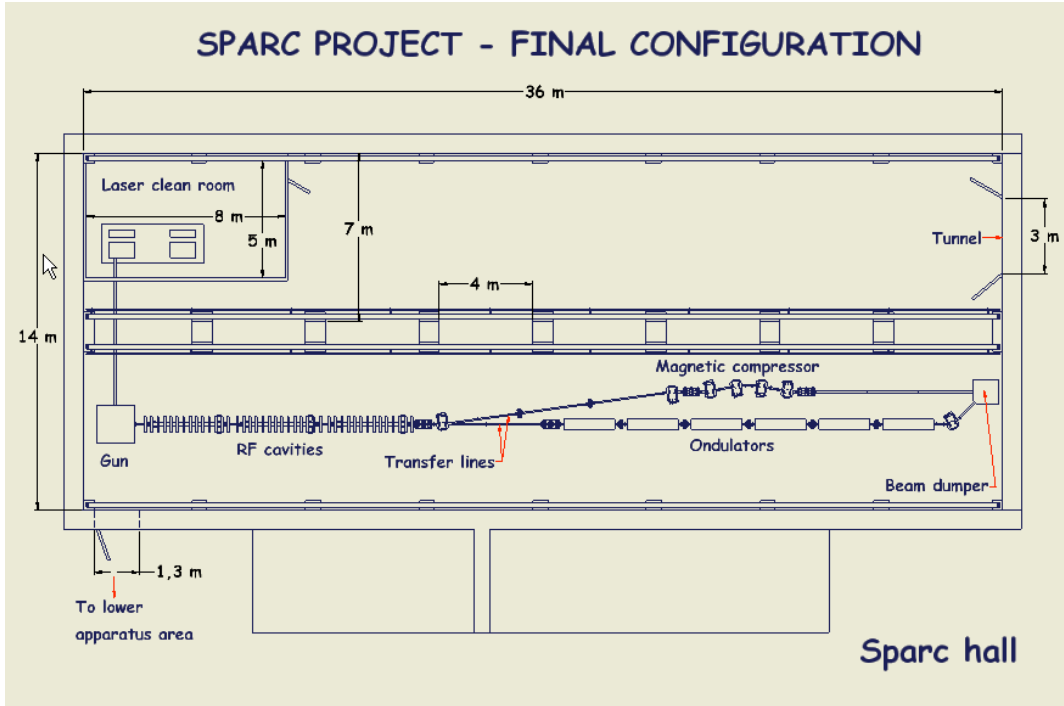 SPARC PROJECT - FINAL CONFIGURATION
36 m
Laser clean room
8 m
5 m
7 m
Tunnel
3 m
4 m
14 m
Magnetic compressor
RF cavities
Gun
Transfer lines
Ondulators
Beam dumper
1,3 m
To lower
apparatus area
Sparc hall